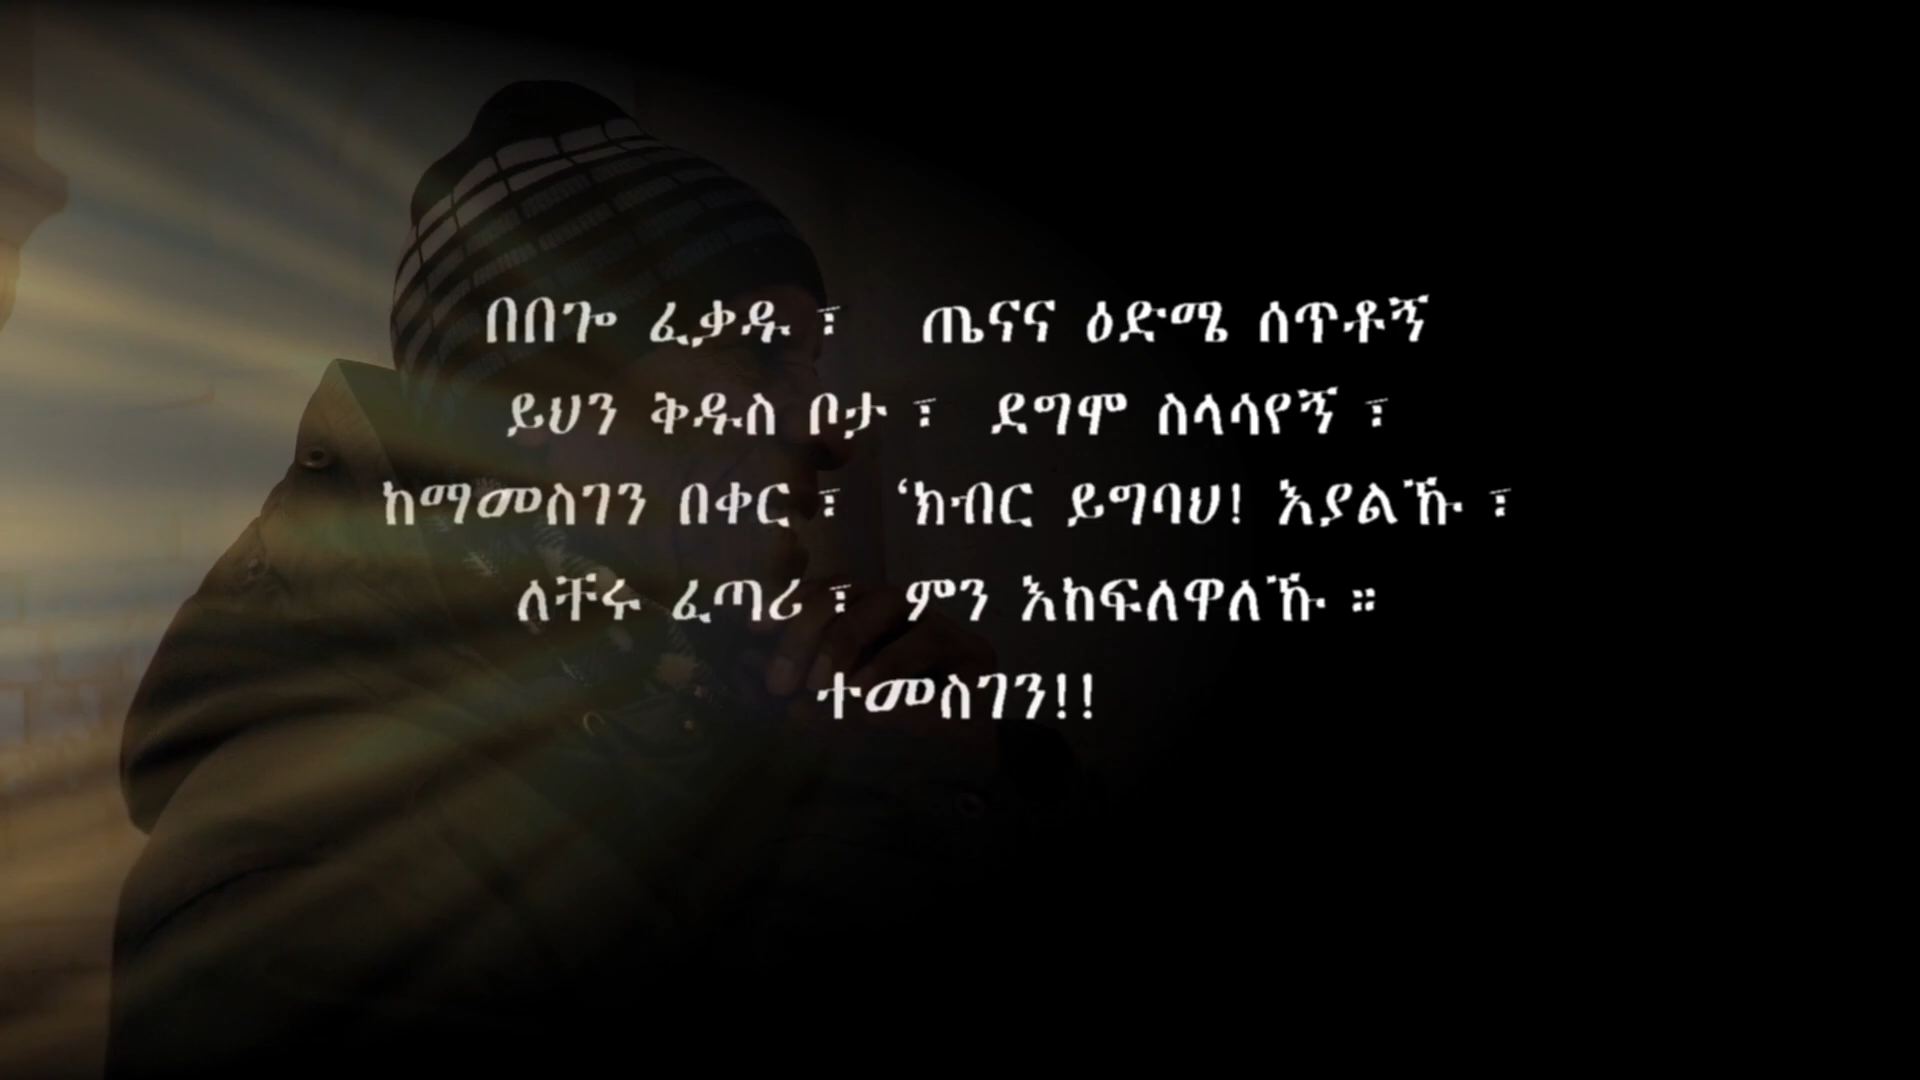 በበጎ ፈቃዱ ፣ ጤናና ዕድሜ ሰጥቶኝ
ይህን ቅዱስ ቦታ ፣ ደግሞ ስላሳየኝ ፣
ከማመስገን በቀር ፣ ‘ክብር ይግባህ! እያልኹ ፣
ለቸሩ ፈጣሪ ፣ ምን እከፍለዋለኹ ።
ተመስገን!!